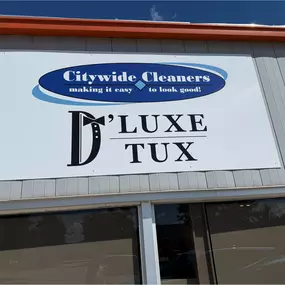 Citywide Cleaners
making it easy to look good!
D'LUXE
TUX